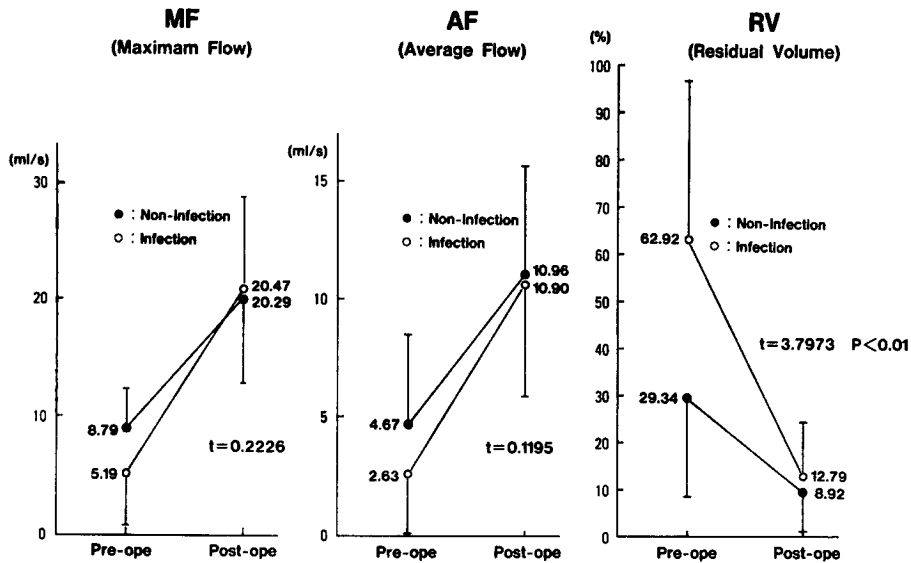 MF
(Maximam Flow)
(ml/s)
30
20
10
0
● : Non-Infection
○ : Infection
8.79
5.19
20.47
20.29
t=0.2226
Pre-ope Post-ope
AF
(Average Flow)
(ml/s)
15
10
5
0
● : Non-Infection
○ : Infection
4.67
2.63
10.96
10.90
t=0.1195
Pre-ope Post-ope
RV
(Residual Volume)
(%)
100
90
80
70
60
50
40
30
20
10
0
● : Non-Infection
○ : Infection
62.92
29.34
t=3.7973 P<0.01
12.79
8.92
Pre-ope Post-ope